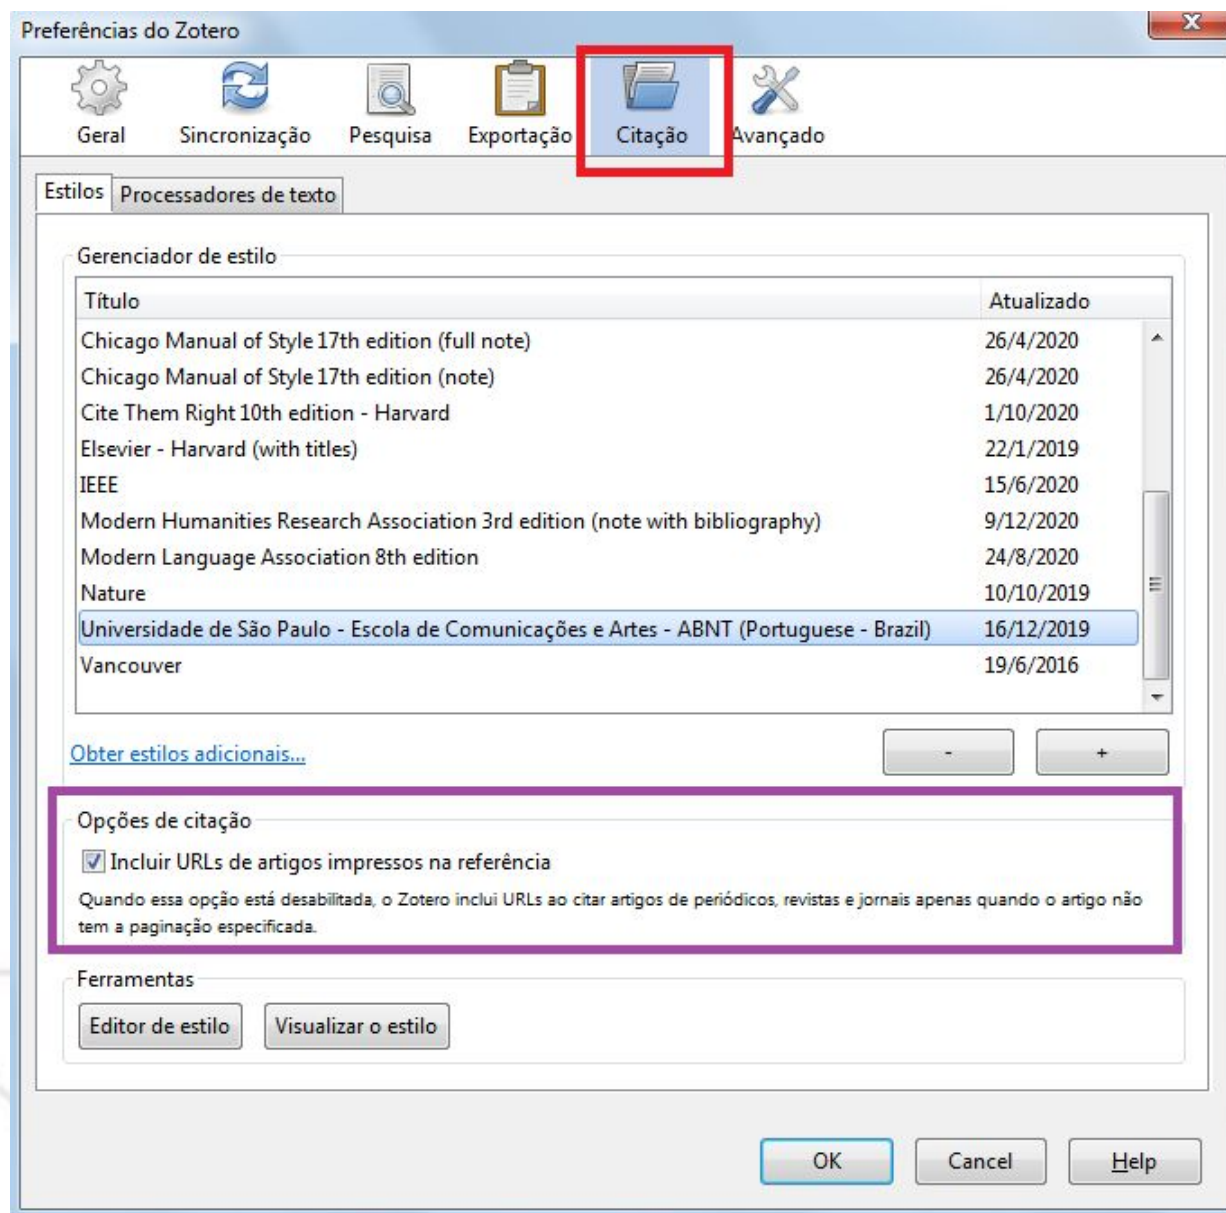 Preferências do Zotero
X
Geral Sincronização Pesquisa Exportação Citação Avançado
Estilos Processadores de texto
Gerenciador de estilo
Título Atualizado
Chicago Manual of Style 17th edition (full note) 26/4/2020
Chicago Manual of Style 17th edition (note) 26/4/2020
Cite Them Right 10th edition - Harvard 1/10/2020
Elsevier - Harvard (with titles) 22/1/2019
IEEE 15/6/2020
Modern Humanities Research Association 3rd edition (note with bibliography) 9/12/2020
Modern Language Association 8th edition 24/8/2020
Nature 10/10/2019
Universidade de São Paulo - Escola de Comunicações e Artes - ABNT (Portuguese - Brazil) 16/12/2019
Vancouver 19/6/2016
Obter estilos adicionais... - +
Opções de citação
Incluir URLs de artigos impressos na referência
Quando essa opção está desabilitada, o Zotero inclui URLs ao citar artigos de periódicos, revistas e jornais apenas quando o artigo não
tem a paginação especificada.
Ferramentas
Editor de estilo Visualizar o estilo
OK Cancel Help